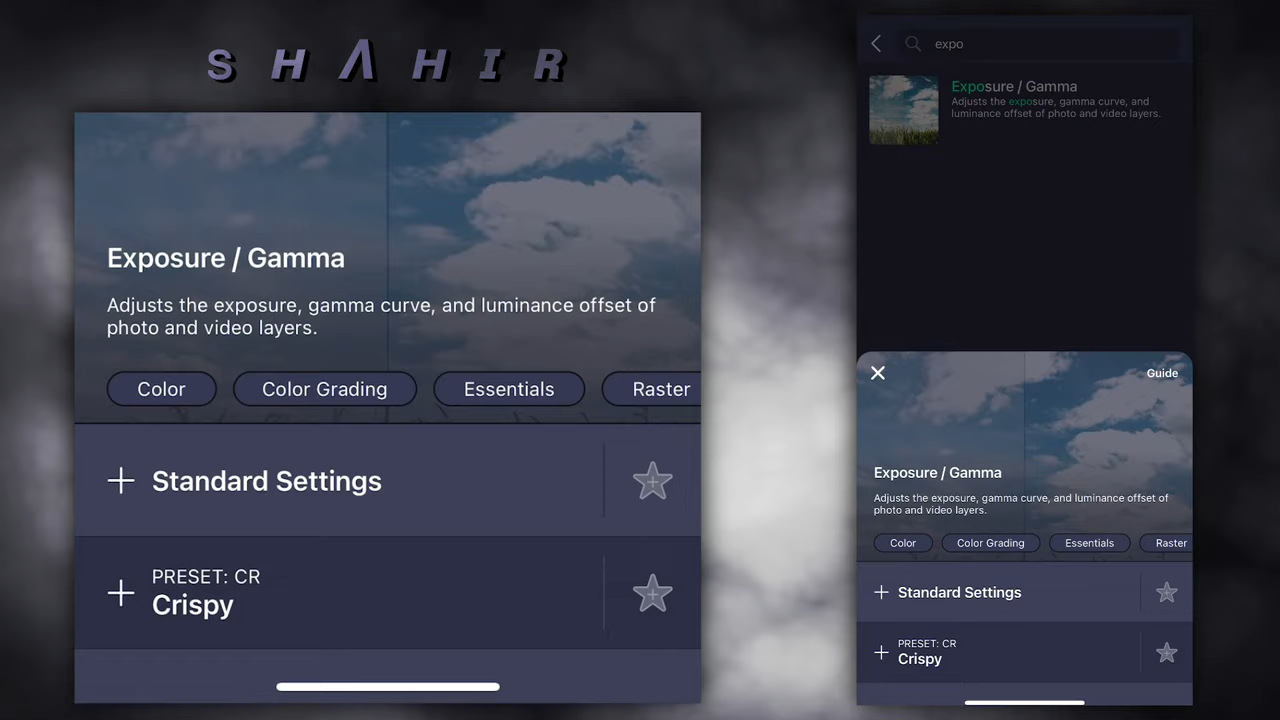 SHΛHIR
Exposure / Gamma
Adjusts the exposure, gamma curve, and luminance offset of
photo and video layers.
Color
Color Grading
Essentials
Raster
Standard Settings
PRESET: CR
Crispy
expo
Exposure / Gamma
Adjusts the exposure, gamma curve, and
luminance offset of photo and video layers.
Guide
Exposure / Gamma
Adjusts the exposure, gamma curve, and luminance offset of
photo and video layers.
Color
Color Grading
Essentials
Raster
Standard Settings
PRESET: CR
Crispy